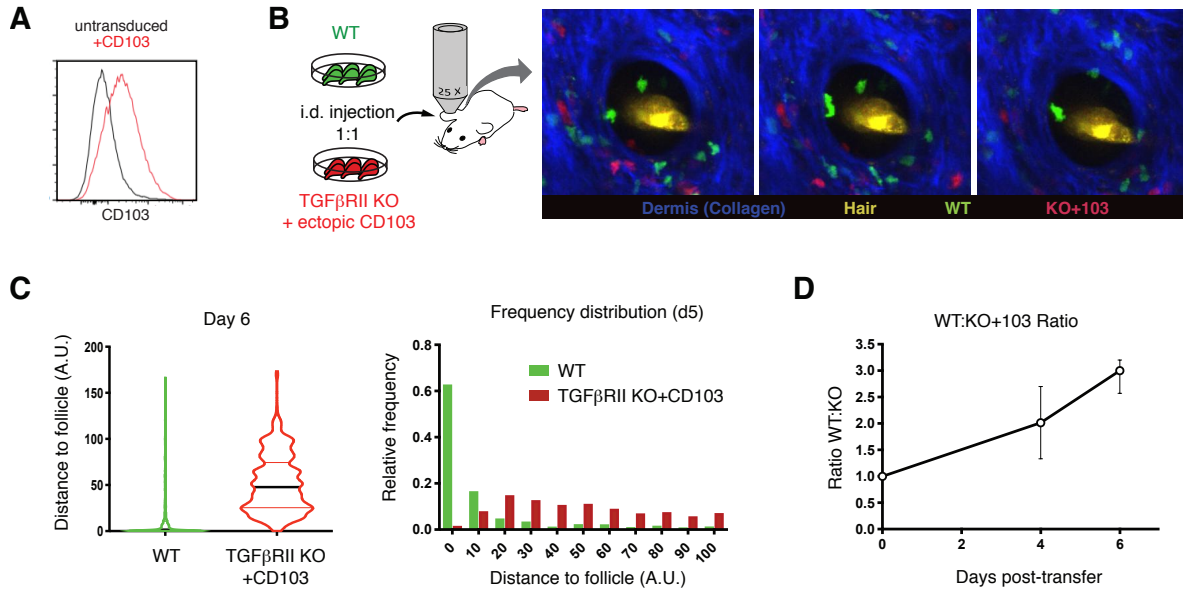 A
untransduced
+CD103
CD103
B
WT
i.d. injection
1:1
TGFβRII KO
+ ectopic CD103
25 X
Dermis (Collagen) Hair WT KO+103
C
Day 6
Distance to follicle (A.U.)
200
150
100
50
0
WT
TGFβRII KO
+CD103
Frequency distribution (d5)
Relative frequency
0.8
0.6
0.4
0.2
0.0
WT
TGFβRII KO+CD103
0 10 20 30 40 50 60 70 80 90 100
Distance to follicle (A.U.)
D
WT:KO+103 Ratio
Ratio WT:KO
3.5
3.0
2.5
2.0
1.5
1.0
0.5
0.0
0 2 4 6
Days post-transfer